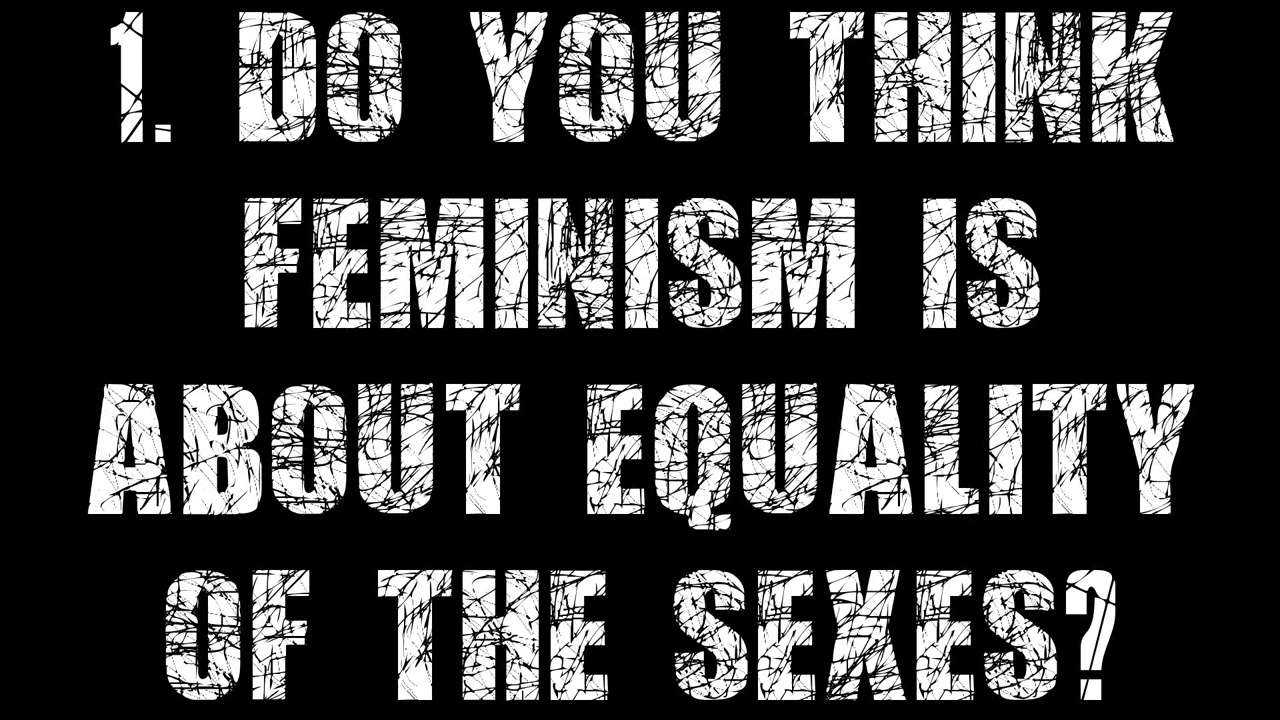 1. DO YOU THINK
FEMINISM IS
ABOUT EQUALITY
OF THE SEXES?